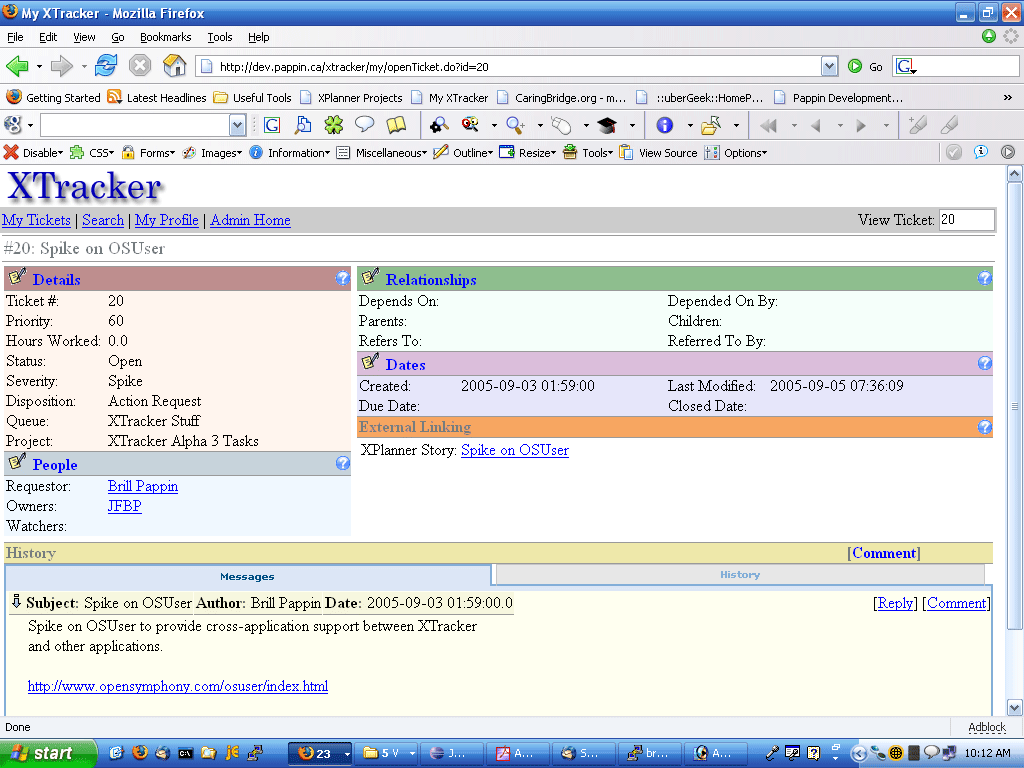 My XTracker - Mozilla Firefox
File Edit View Go Bookmarks Tools Help
http://dev.pappin.ca/xtracker/my/openTicket.do?id=20 Go G
Getting Started Latest Headlines Useful Tools XPlanner Projects My XTracker CaringBridge.org - m... ::uberGeek::HomeP... Pappin Development... »
Disable CSS Forms Images Information Miscellaneous Outline Resize Tools View Source Options
XTracker
My Tickets | Search | My Profile | Admin Home View Ticket: 20
#20: Spike on OSUser
Details
Ticket #: 20
Priority: 60
Hours Worked: 0.0
Status: Open
Severity: Spike
Disposition: Action Request
Queue: XTracker Stuff
Project: XTracker Alpha 3 Tasks
People
Requestor: Brill Pappin
Owners: JFBP
Watchers:
Relationships
Depends On: Depended On By:
Parents: Children:
Refers To: Referred To By:
Dates
Created: 2005-09-03 01:59:00 Last Modified: 2005-09-05 07:36:09
Due Date: Closed Date:
External Linking
XPlanner Story: Spike on OSUser
History [Comment]
Messages History
Subject: Spike on OSUser Author: Brill Pappin Date: 2005-09-03 01:59:00.0 [Reply] [Comment]
Spike on OSUser to provide cross-application support between XTracker
and other applications.
http://www.opensymphony.com/osuser/index.html
Done Adblock
start 23 5 V J... A... S... br... A... 10:12 AM